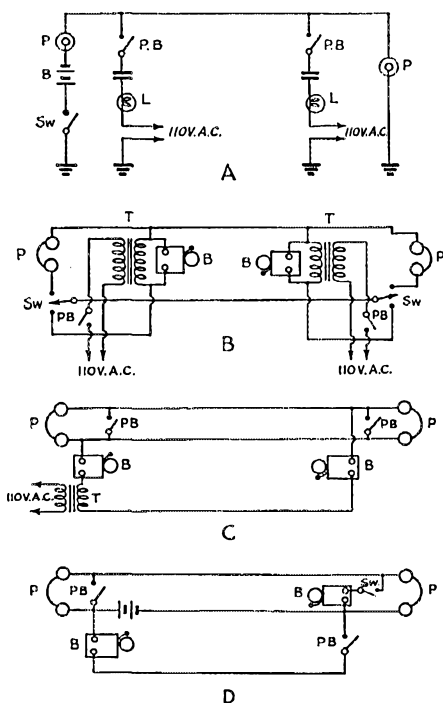 P P.B P.B
B L L P
Sw 110V.A.C. 110V.A.C.
A
T T
P B B P
Sw PB PB Sw
110V.A.C. B 110V.A.C.
P PB PB P
B B
110V.A.C. T
C
P PB B Sw. P
B PB
D